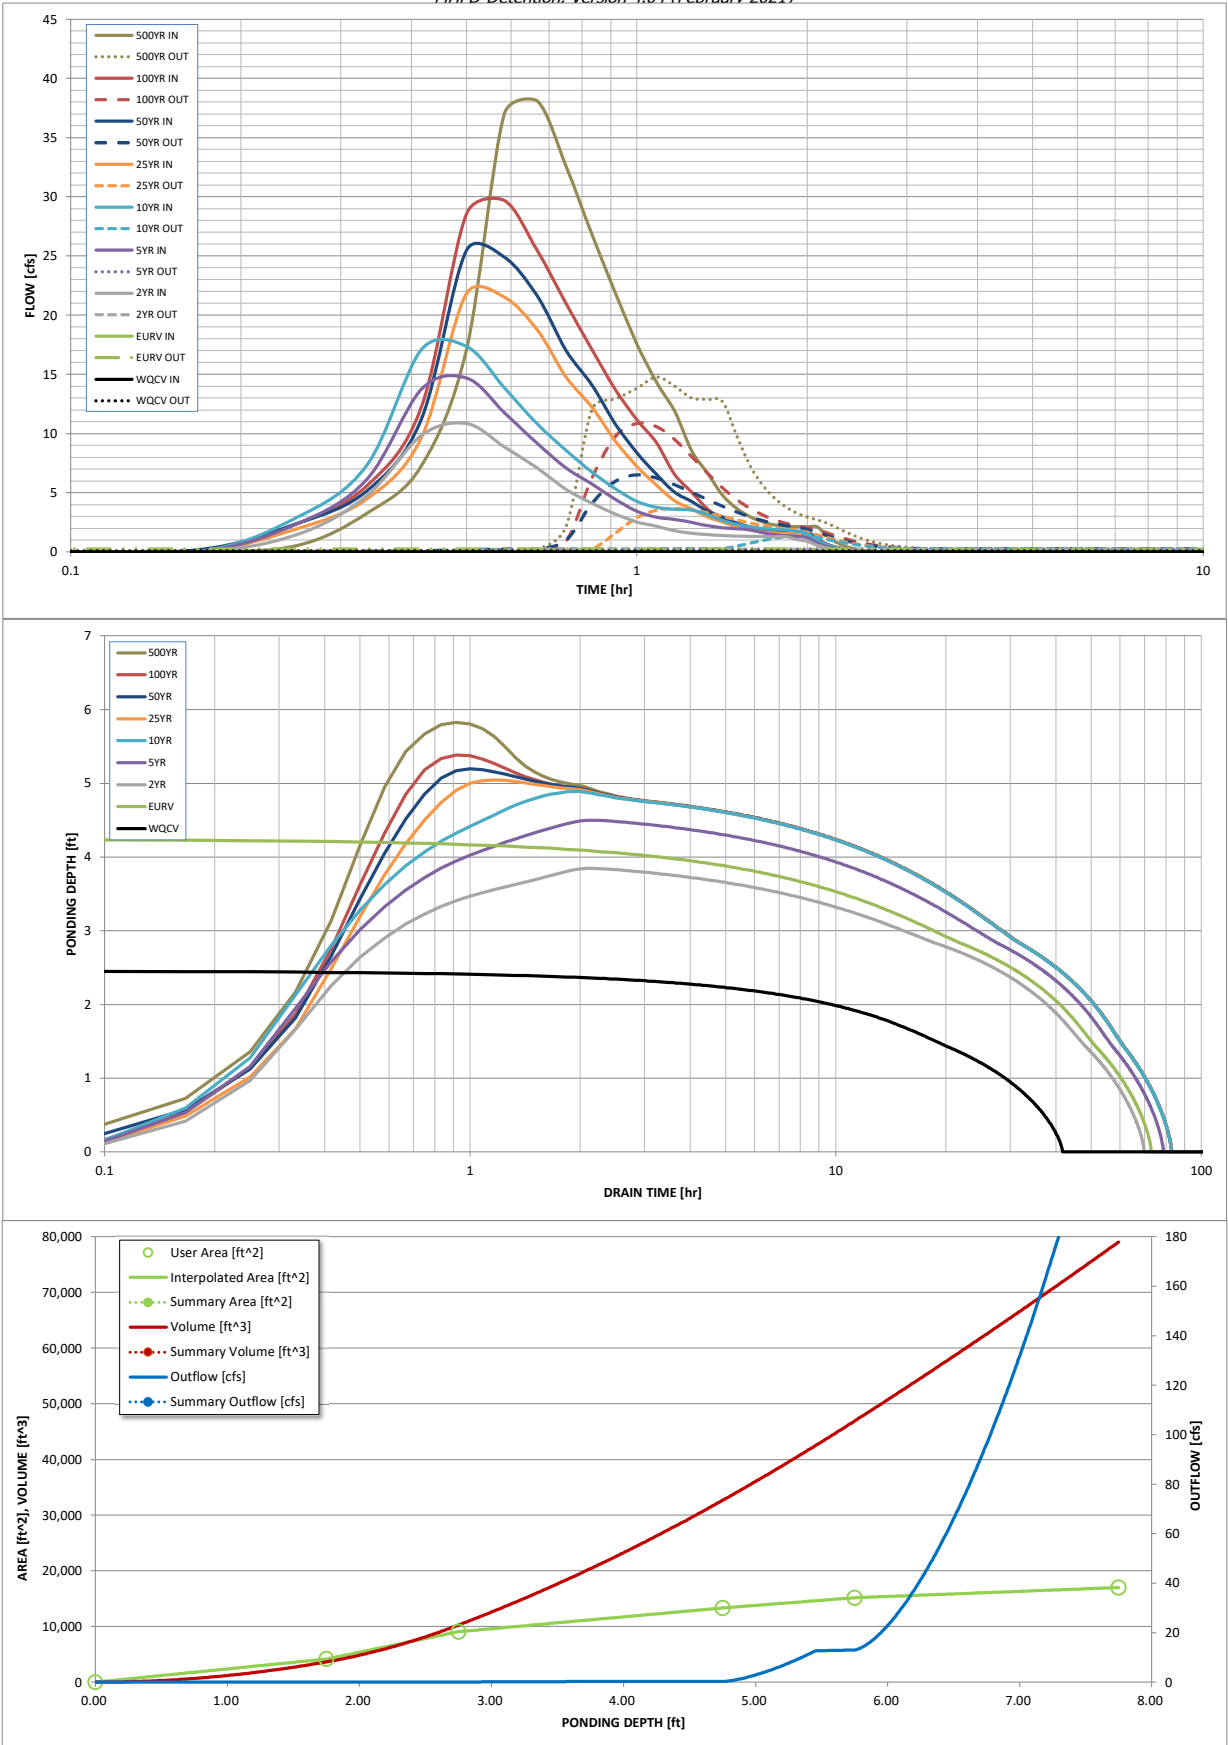 MHFD-Detention, Version 4.04 (February 2021)
45
40
35
30
25
20
15
10
5
0
FLOW [cfs]
500YR IN
500YR OUT
100YR IN
100YR OUT
50YR IN
50YR OUT
25YR IN
25YR OUT
10YR IN
10YR OUT
5YR IN
5YR OUT
2YR IN
2YR OUT
EURV IN
EURV OUT
WQCV IN
WQCV OUT
0.1
1
10
TIME [hr]
7
6
5
4
3
2
1
0
PONDING DEPTH [ft]
500YR
100YR
50YR
25YR
10YR
5YR
2YR
EURV
WQCV
0.1
1
10
100
DRAIN TIME [hr]
80,000
70,000
60,000
50,000
40,000
30,000
20,000
10,000
0
AREA [ft^2], VOLUME [ft^3]
User Area [ft^2]
Interpolated Area [ft^2]
Summary Area [ft^2]
Volume [ft^3]
Summary Volume [ft^3]
Outflow [cfs]
Summary Outflow [cfs]
180
160
140
120
100
80
60
40
20
0
OUTFLOW [cfs]
0.00
1.00
2.00
3.00
4.00
5.00
6.00
7.00
8.00
PONDING DEPTH [ft]